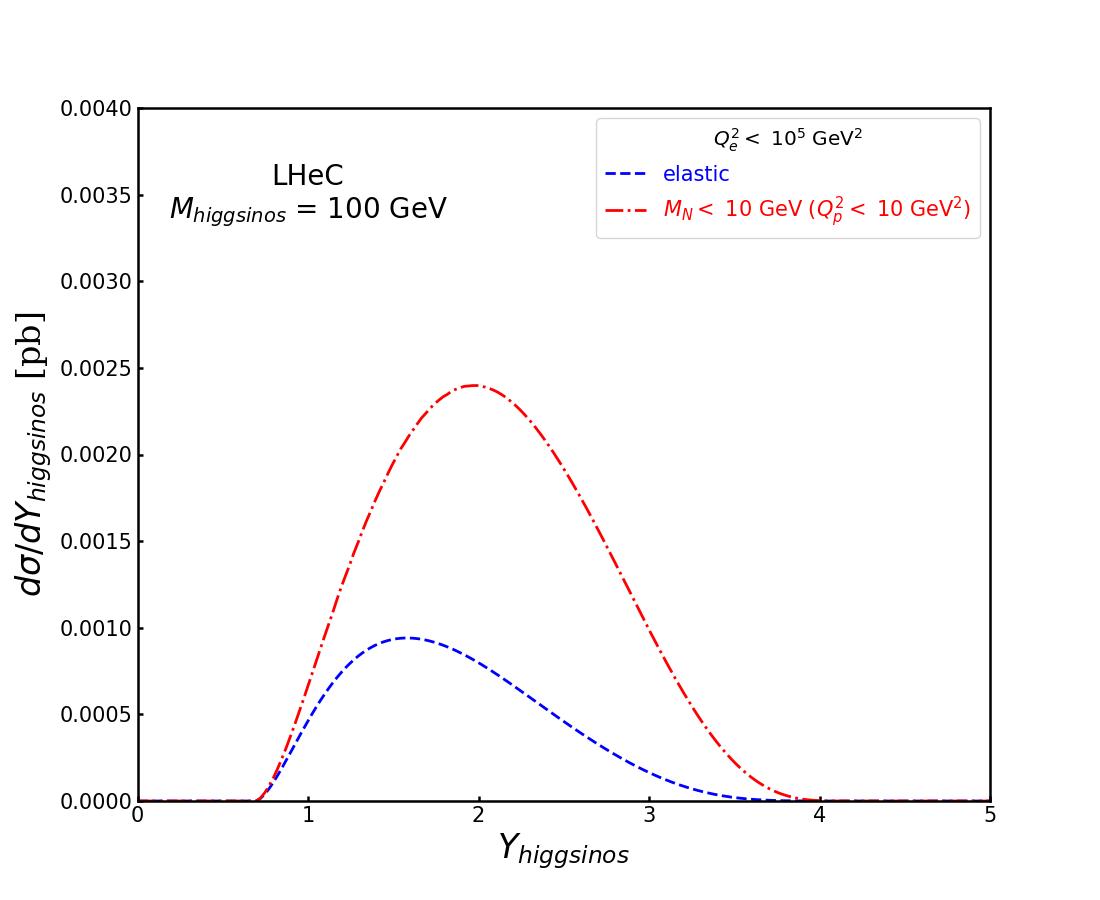 LHeC
M_higgsinos = 100 GeV
Q_e^2 < 10^5 GeV^2
elastic
M_N < 10 GeV (Q_p^2 < 10 GeV^2)
dσ/dY_higgsinos [pb]
0.0040
0.0035
0.0030
0.0025
0.0020
0.0015
0.0010
0.0005
0.0000
0 1 2 3 4 5
Y_higgsinos